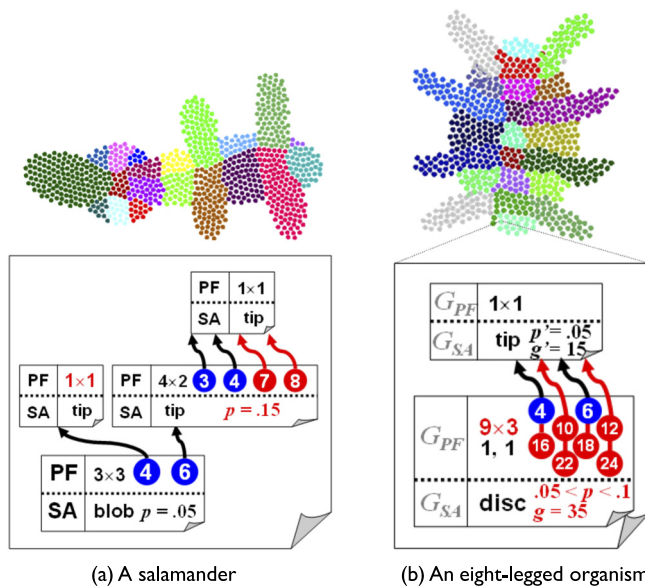 PF 1×1
SA tip
3 4 7 8
PF 1×1
SA tip
PF 4×2
SA tip p = .15
4 6
PF 3×3
SA blob p = .05
(a) A salamander
G_PF 1×1
G_SA tip p'= .05
g'= 15
4 6
10 12
16 18
22 24
G_PF 9×3
1, 1
G_SA disc .05 < p < .1
g = 35
(b) An eight-legged organism